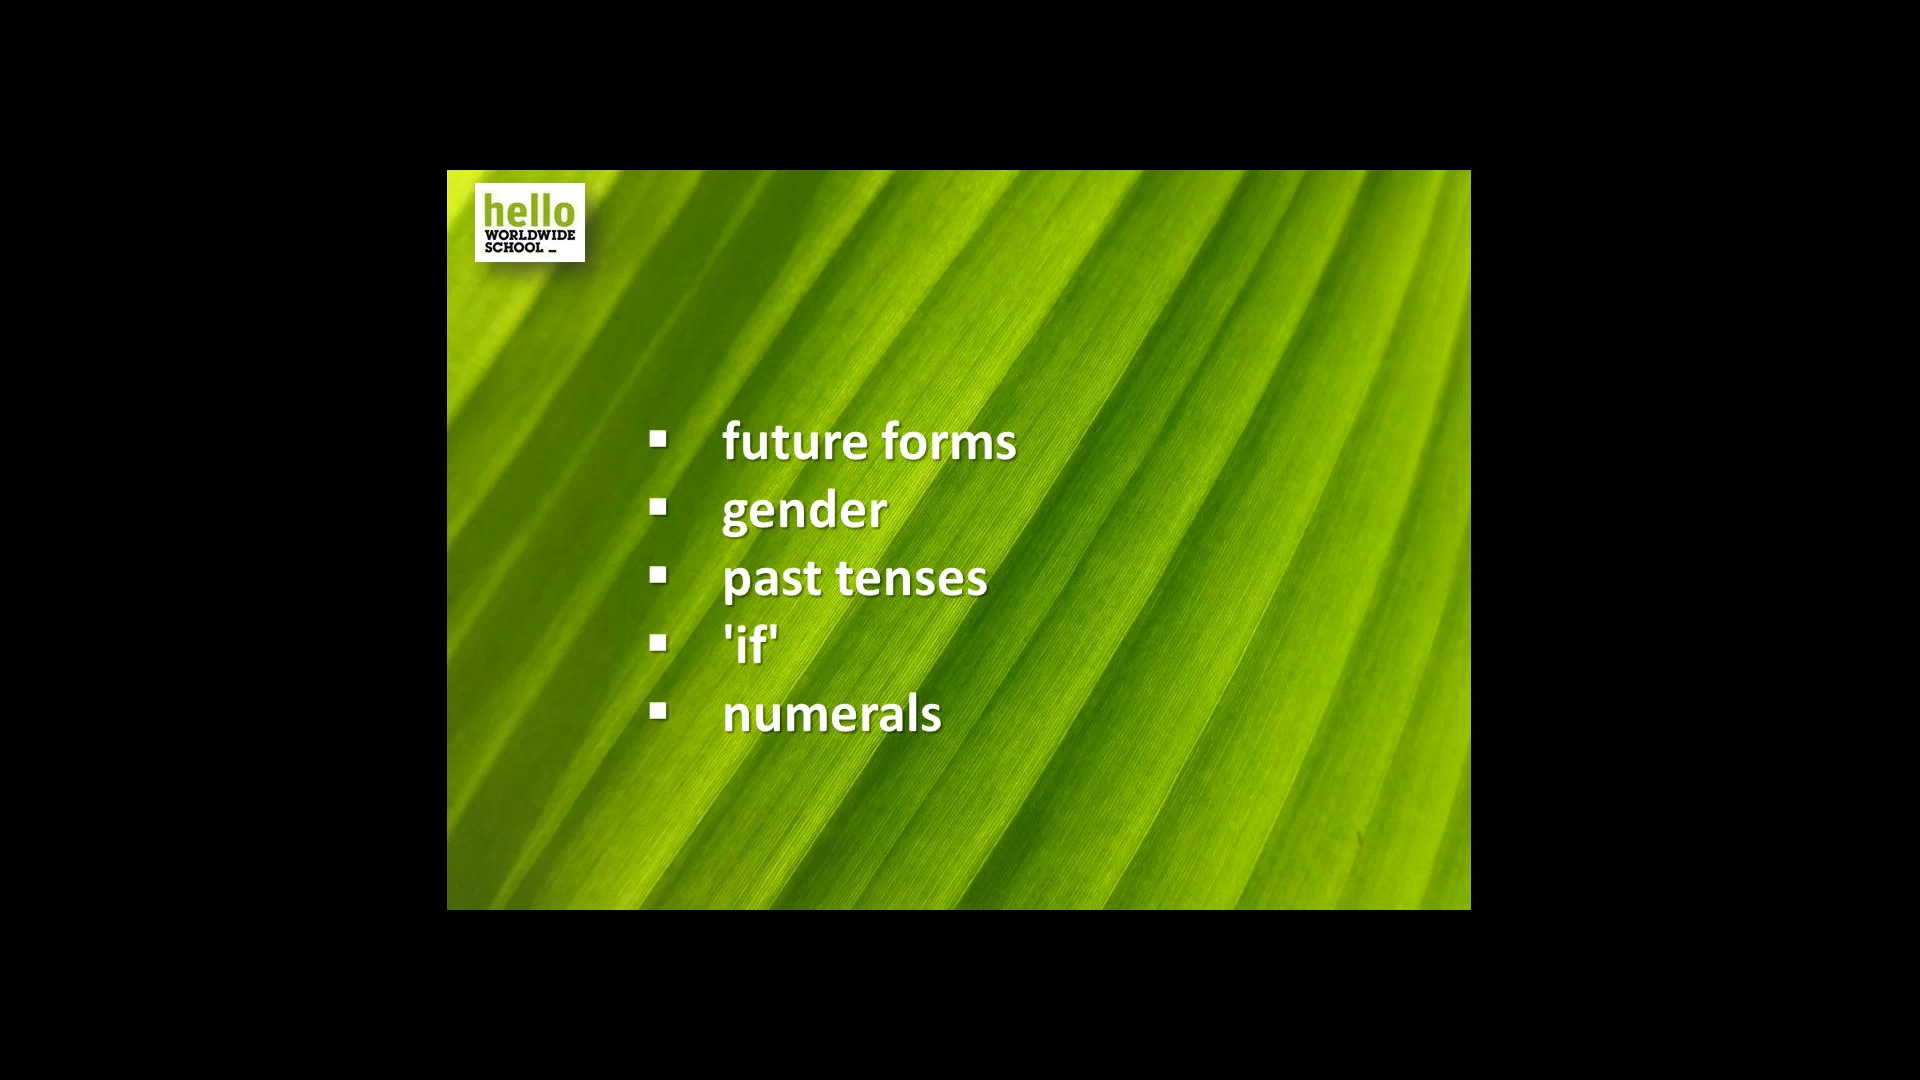 hello
WORLDWIDE
SCHOOL _
▪ future forms
▪ gender
▪ past tenses
▪ 'if'
▪ numerals